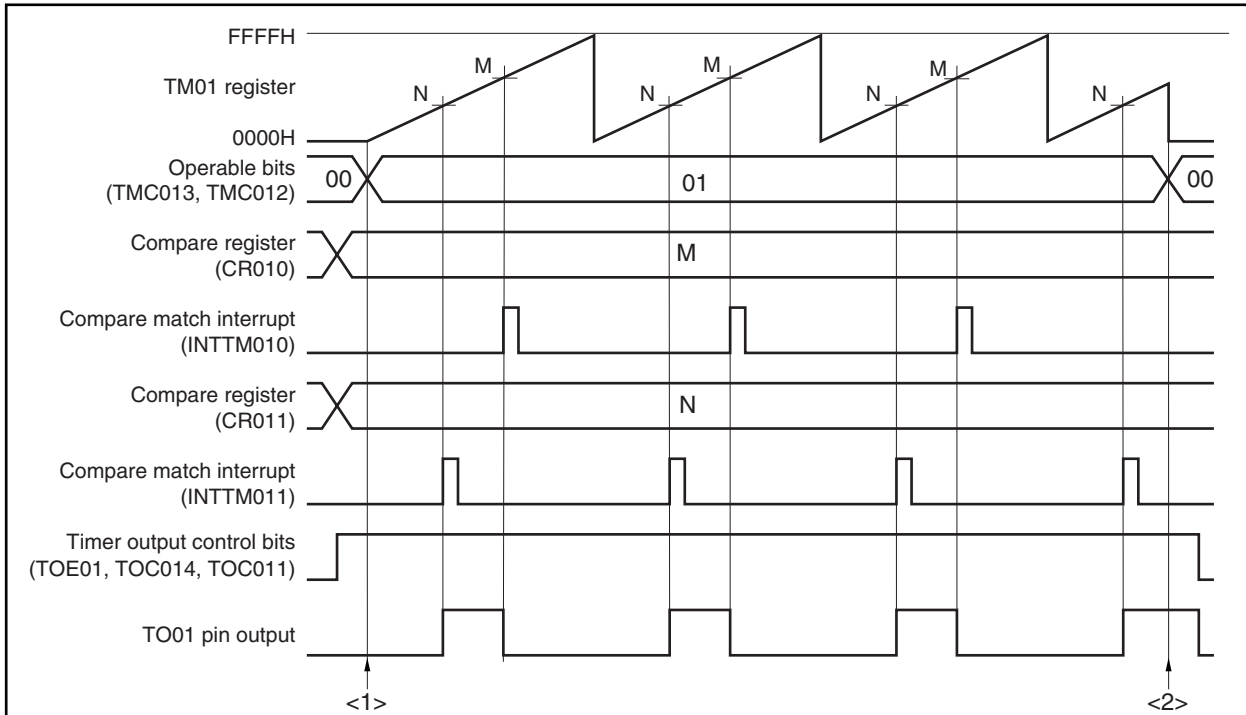 FFFFH
TM01 register
0000H
N
M
N
M
N
M
N
Operable bits
(TMC013, TMC012)
00
01
00
Compare register
(CR010)
M
Compare match interrupt
(INTTM010)
Compare register
(CR011)
N
Compare match interrupt
(INTTM011)
Timer output control bits
(TOE01, TOC014, TOC011)
TO01 pin output
<1>
<2>